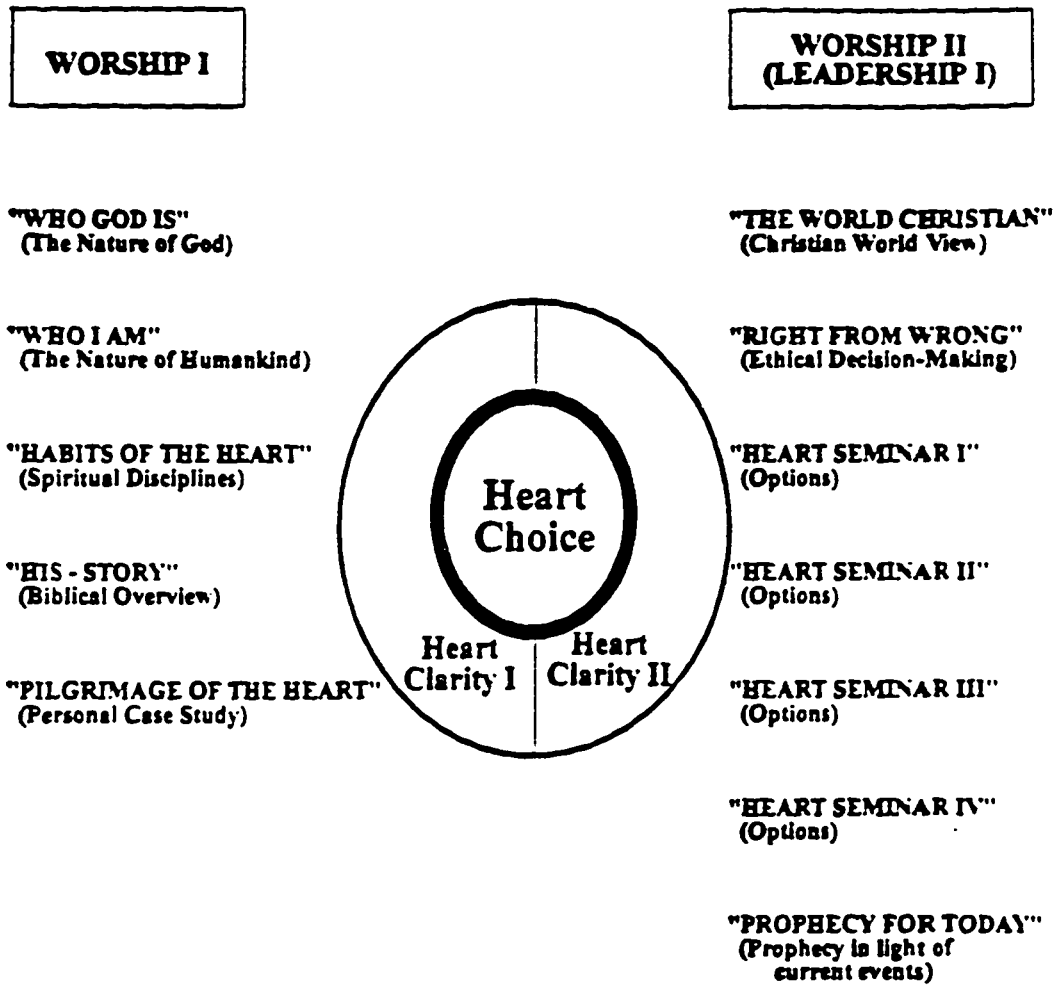 WORSHIP I
"WHO GOD IS"
(The Nature of God)
"WHO I AM"
(The Nature of Humankind)
"HABITS OF THE HEART"
(Spiritual Disciplines)
"HIS - STORY"
(Biblical Overview)
"PILGRIMAGE OF THE HEART"
(Personal Case Study)
Heart
Choice
Heart
Clarity I
Heart
Clarity II
WORSHIP II
(LEADERSHIP I)
"THE WORLD CHRISTIAN"
(Christian World View)
"RIGHT FROM WRONG"
(Ethical Decision-Making)
"HEART SEMINAR I"
(Options)
"HEART SEMINAR II"
(Options)
"HEART SEMINAR III"
(Options)
"HEART SEMINAR IV"
(Options)
"PROPHECY FOR TODAY"
(Prophecy in light of
current events)